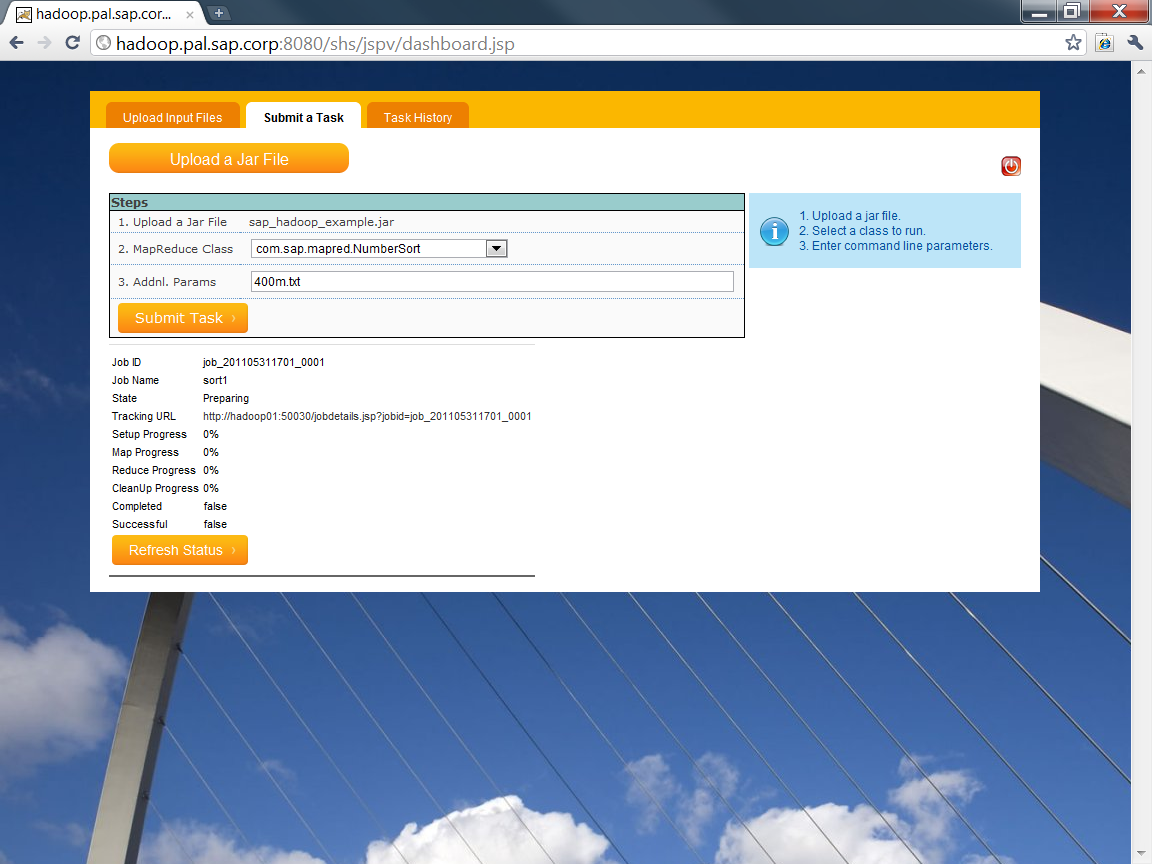 hadoop.pal.sap.cor...
hadoop.pal.sap.corp:8080/shs/jspv/dashboard.jsp
Upload Input Files
Submit a Task
Task History
Upload a Jar File
Steps
1. Upload a Jar File sap_hadoop_example.jar
2. MapReduce Class com.sap.mapred.NumberSort
3. Addnl. Params 400m.txt
Submit Task
1. Upload a jar file.
2. Select a class to run.
3. Enter command line parameters.
Job ID job_201105311701_0001
Job Name sort1
State Preparing
Tracking URL http://hadoop01:50030/jobdetails.jsp?jobid=job_201105311701_0001
Setup Progress 0%
Map Progress 0%
Reduce Progress 0%
CleanUp Progress 0%
Completed false
Successful false
Refresh Status